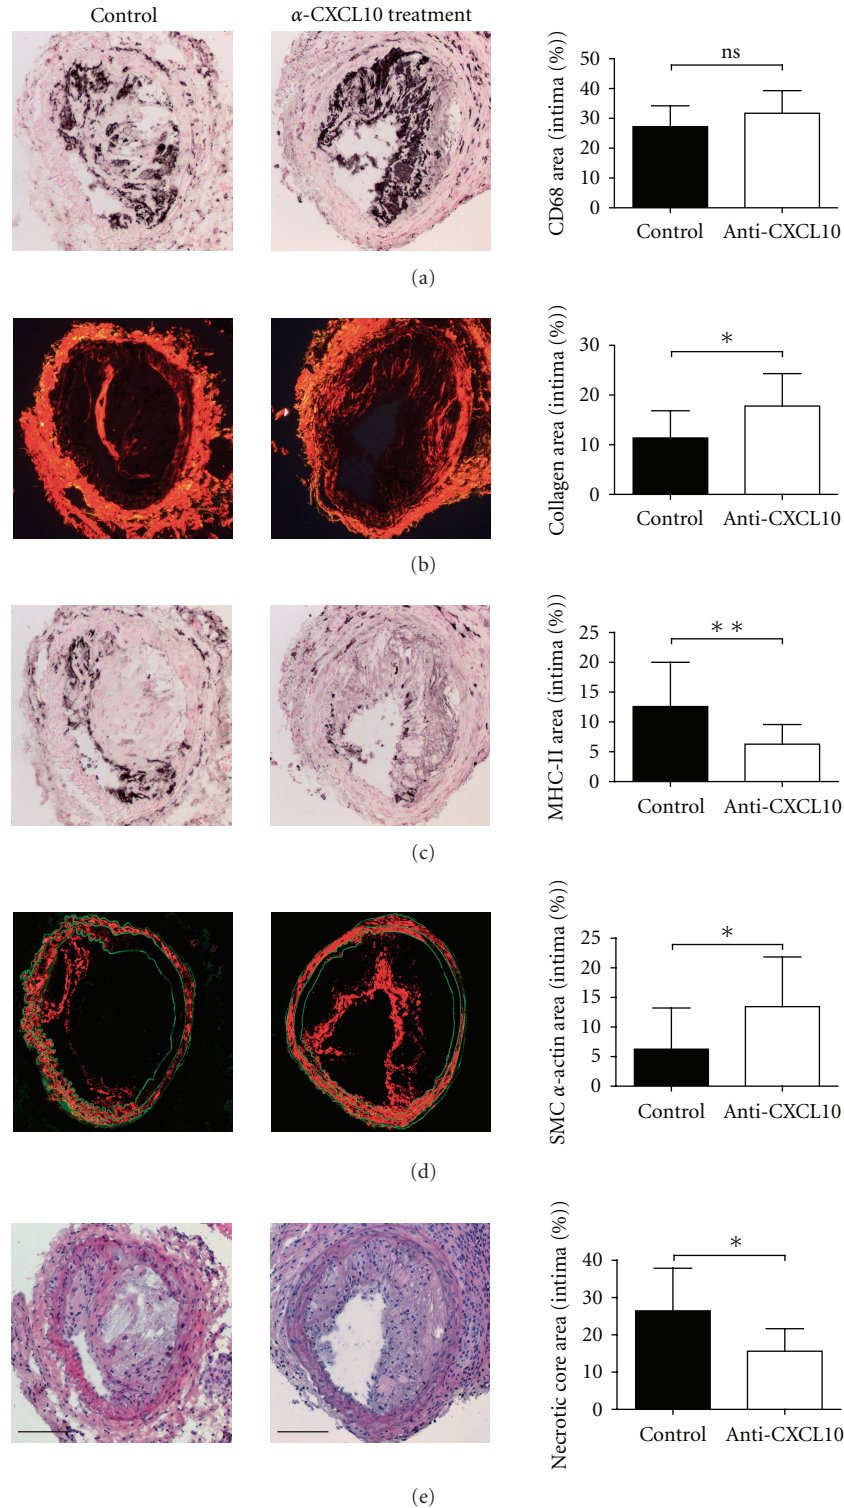 Control
α-CXCL10 treatment
CD68 area (intima (%))
50
40
30
20
10
0
ns
Control
Anti-CXCL10
(a)
Collagen area (intima (%))
30
20
10
0
*
Control
Anti-CXCL10
(b)
MHC-II area (intima (%))
25
20
15
10
5
0
**
Control
Anti-CXCL10
(c)
SMC α-actin area (intima (%))
25
20
15
10
5
0
*
Control
Anti-CXCL10
(d)
Necrotic core area (intima (%))
40
30
20
10
0
*
Control
Anti-CXCL10
(e)